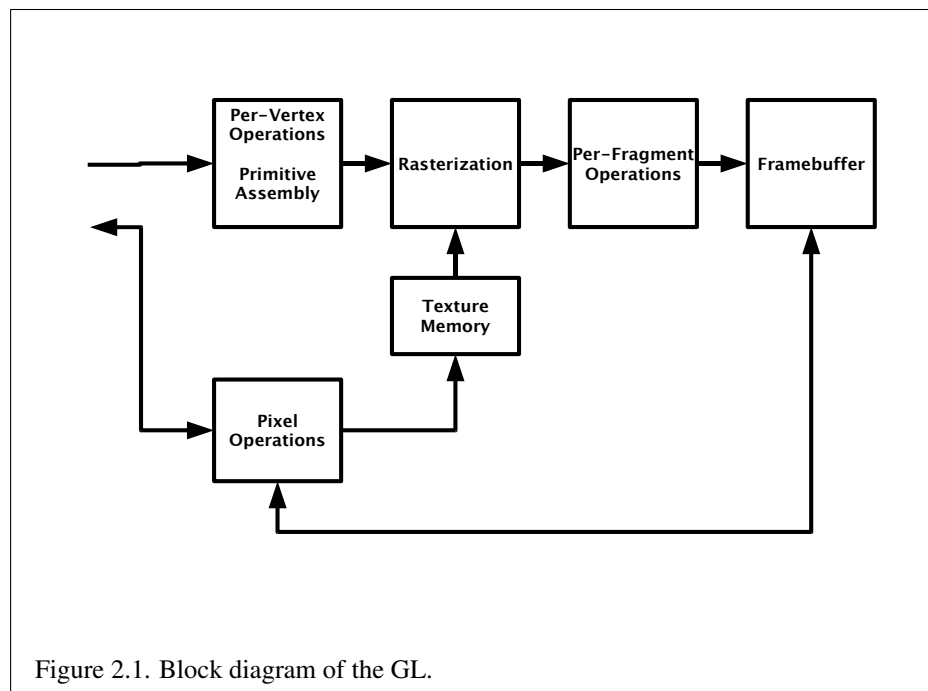 Per-Vertex
Operations
Primitive
Assembly
Rasterization
Per-Fragment
Operations
Framebuffer
Texture
Memory
Pixel
Operations
Figure 2.1. Block diagram of the GL.